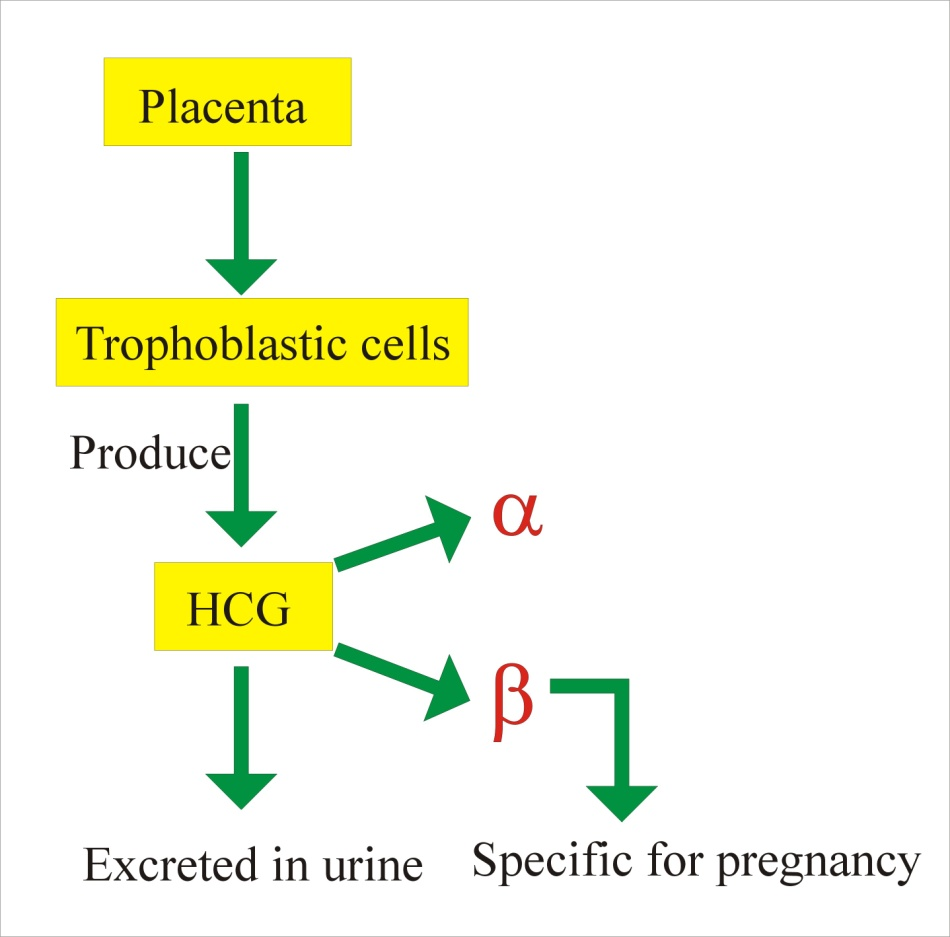 Placenta
Trophoblastic cells
Produce
α
HCG
β
Excreted in urine
Specific for pregnancy